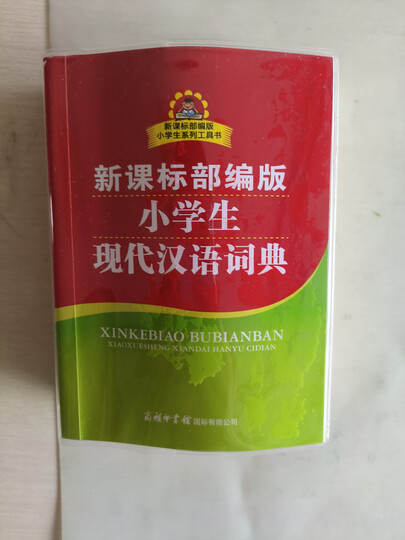 新课标部编版
小学生系列工具书
新课标部编版
小学生
现代汉语词典
XINKEBIAO BUBIANBAN
XIAOXUESHENG XIANDAI HANYU CIDIAN
商务印书馆国际有限公司